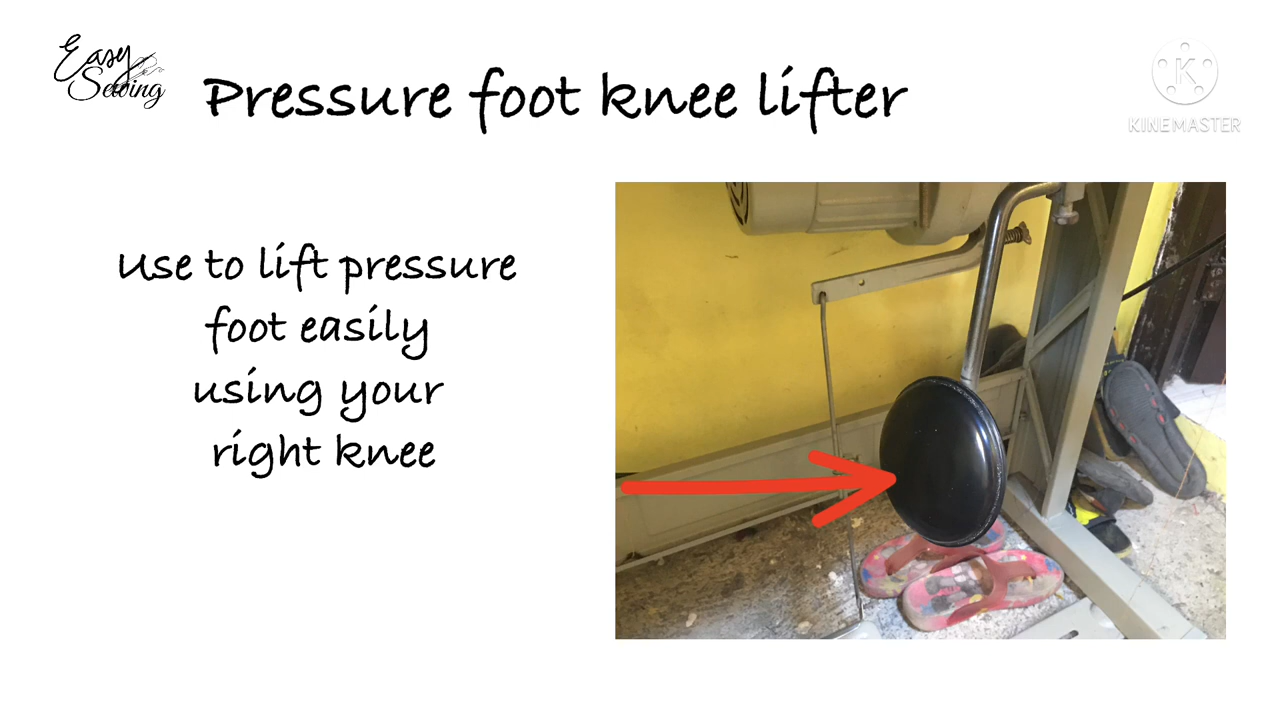 Easy
Sewing
Pressure foot knee lifter
KINEMASTER
K
Use to lift pressure
foot easily
using your
right knee